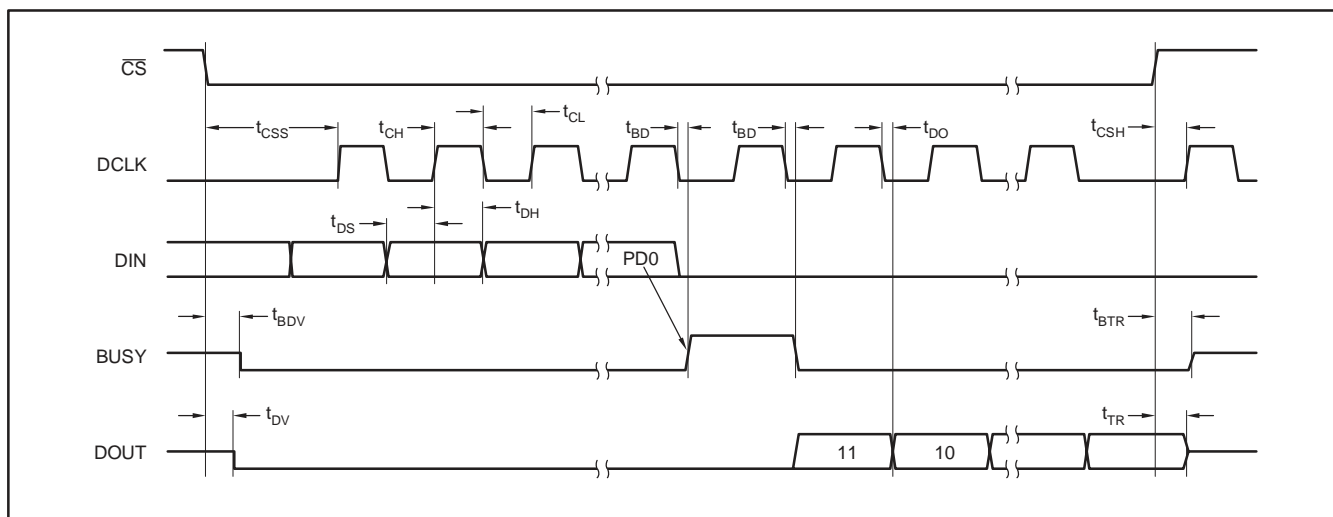 CS
tCSS
tCH
tCL
tBD
tBD
tDO
tCSH
DCLK
tDS
tDH
DIN
PD0
tBDV
tBTR
BUSY
tDV
tTR
DOUT
11
10